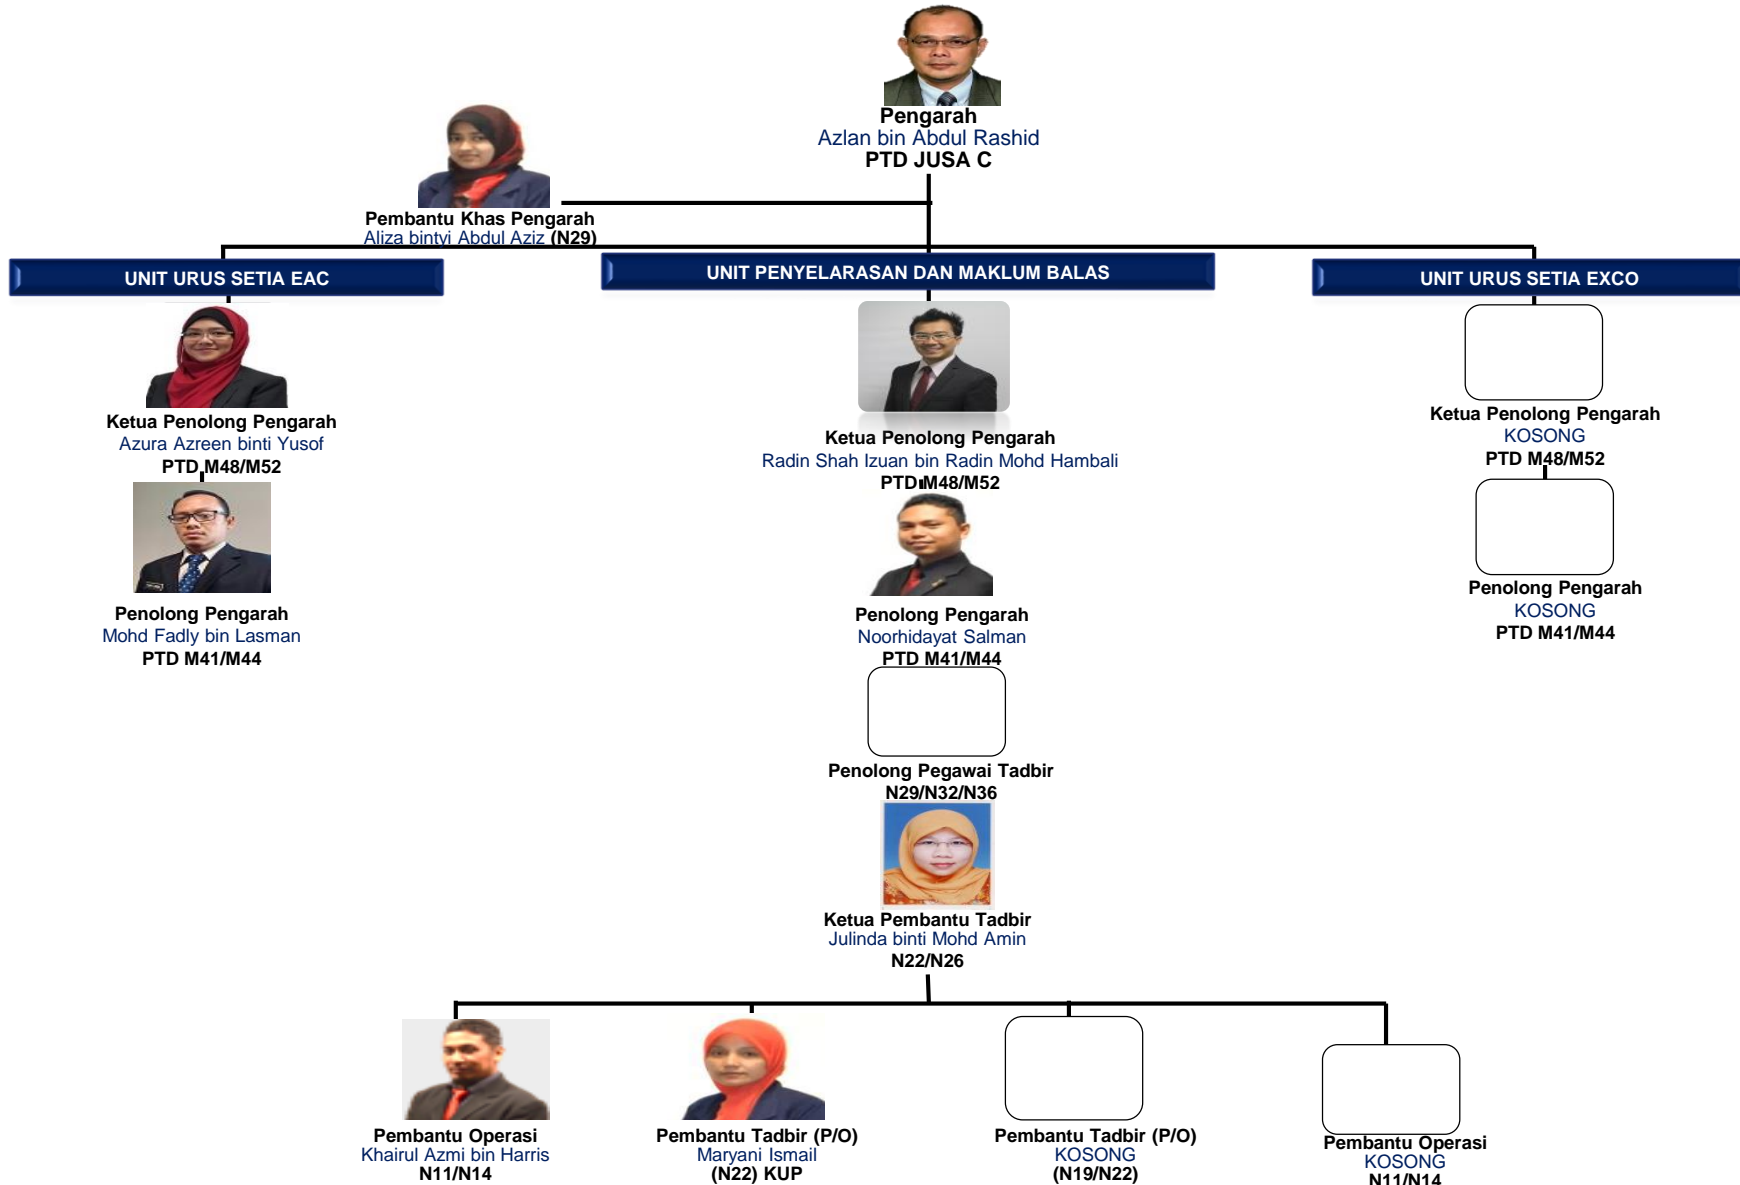 Pengarah
Azlan bin Abdul Rashid
PTD JUSA C
Pembantu Khas Pengarah
Aliza bintyi Abdul Aziz (N29)
UNIT URUS SETIA EAC
UNIT PENYELARASAN DAN MAKLUM BALAS
UNIT URUS SETIA EXCO
Ketua Penolong Pengarah
Azura Azreen binti Yusof
PTD M48/M52
Penolong Pengarah
Mohd Fadly bin Lasman
PTD M41/M44
Ketua Penolong Pengarah
Radin Shah Izuan bin Radin Mohd Hambali
PTD M48/M52
Penolong Pengarah
Noorhidayat Salman
PTD M41/M44
Penolong Pegawai Tadbir
N29/N32/N36
Ketua Pembantu Tadbir
Julinda binti Mohd Amin
N22/N26
Ketua Penolong Pengarah
KOSONG
PTD M48/M52
Penolong Pengarah
KOSONG
PTD M41/M44
Pembantu Operasi
Khairul Azmi bin Harris
N11/N14
Pembantu Tadbir (P/O)
Maryani Ismail
(N22) KUP
Pembantu Tadbir (P/O)
KOSONG
(N19/N22)
Pembantu Operasi
KOSONG
N11/N14